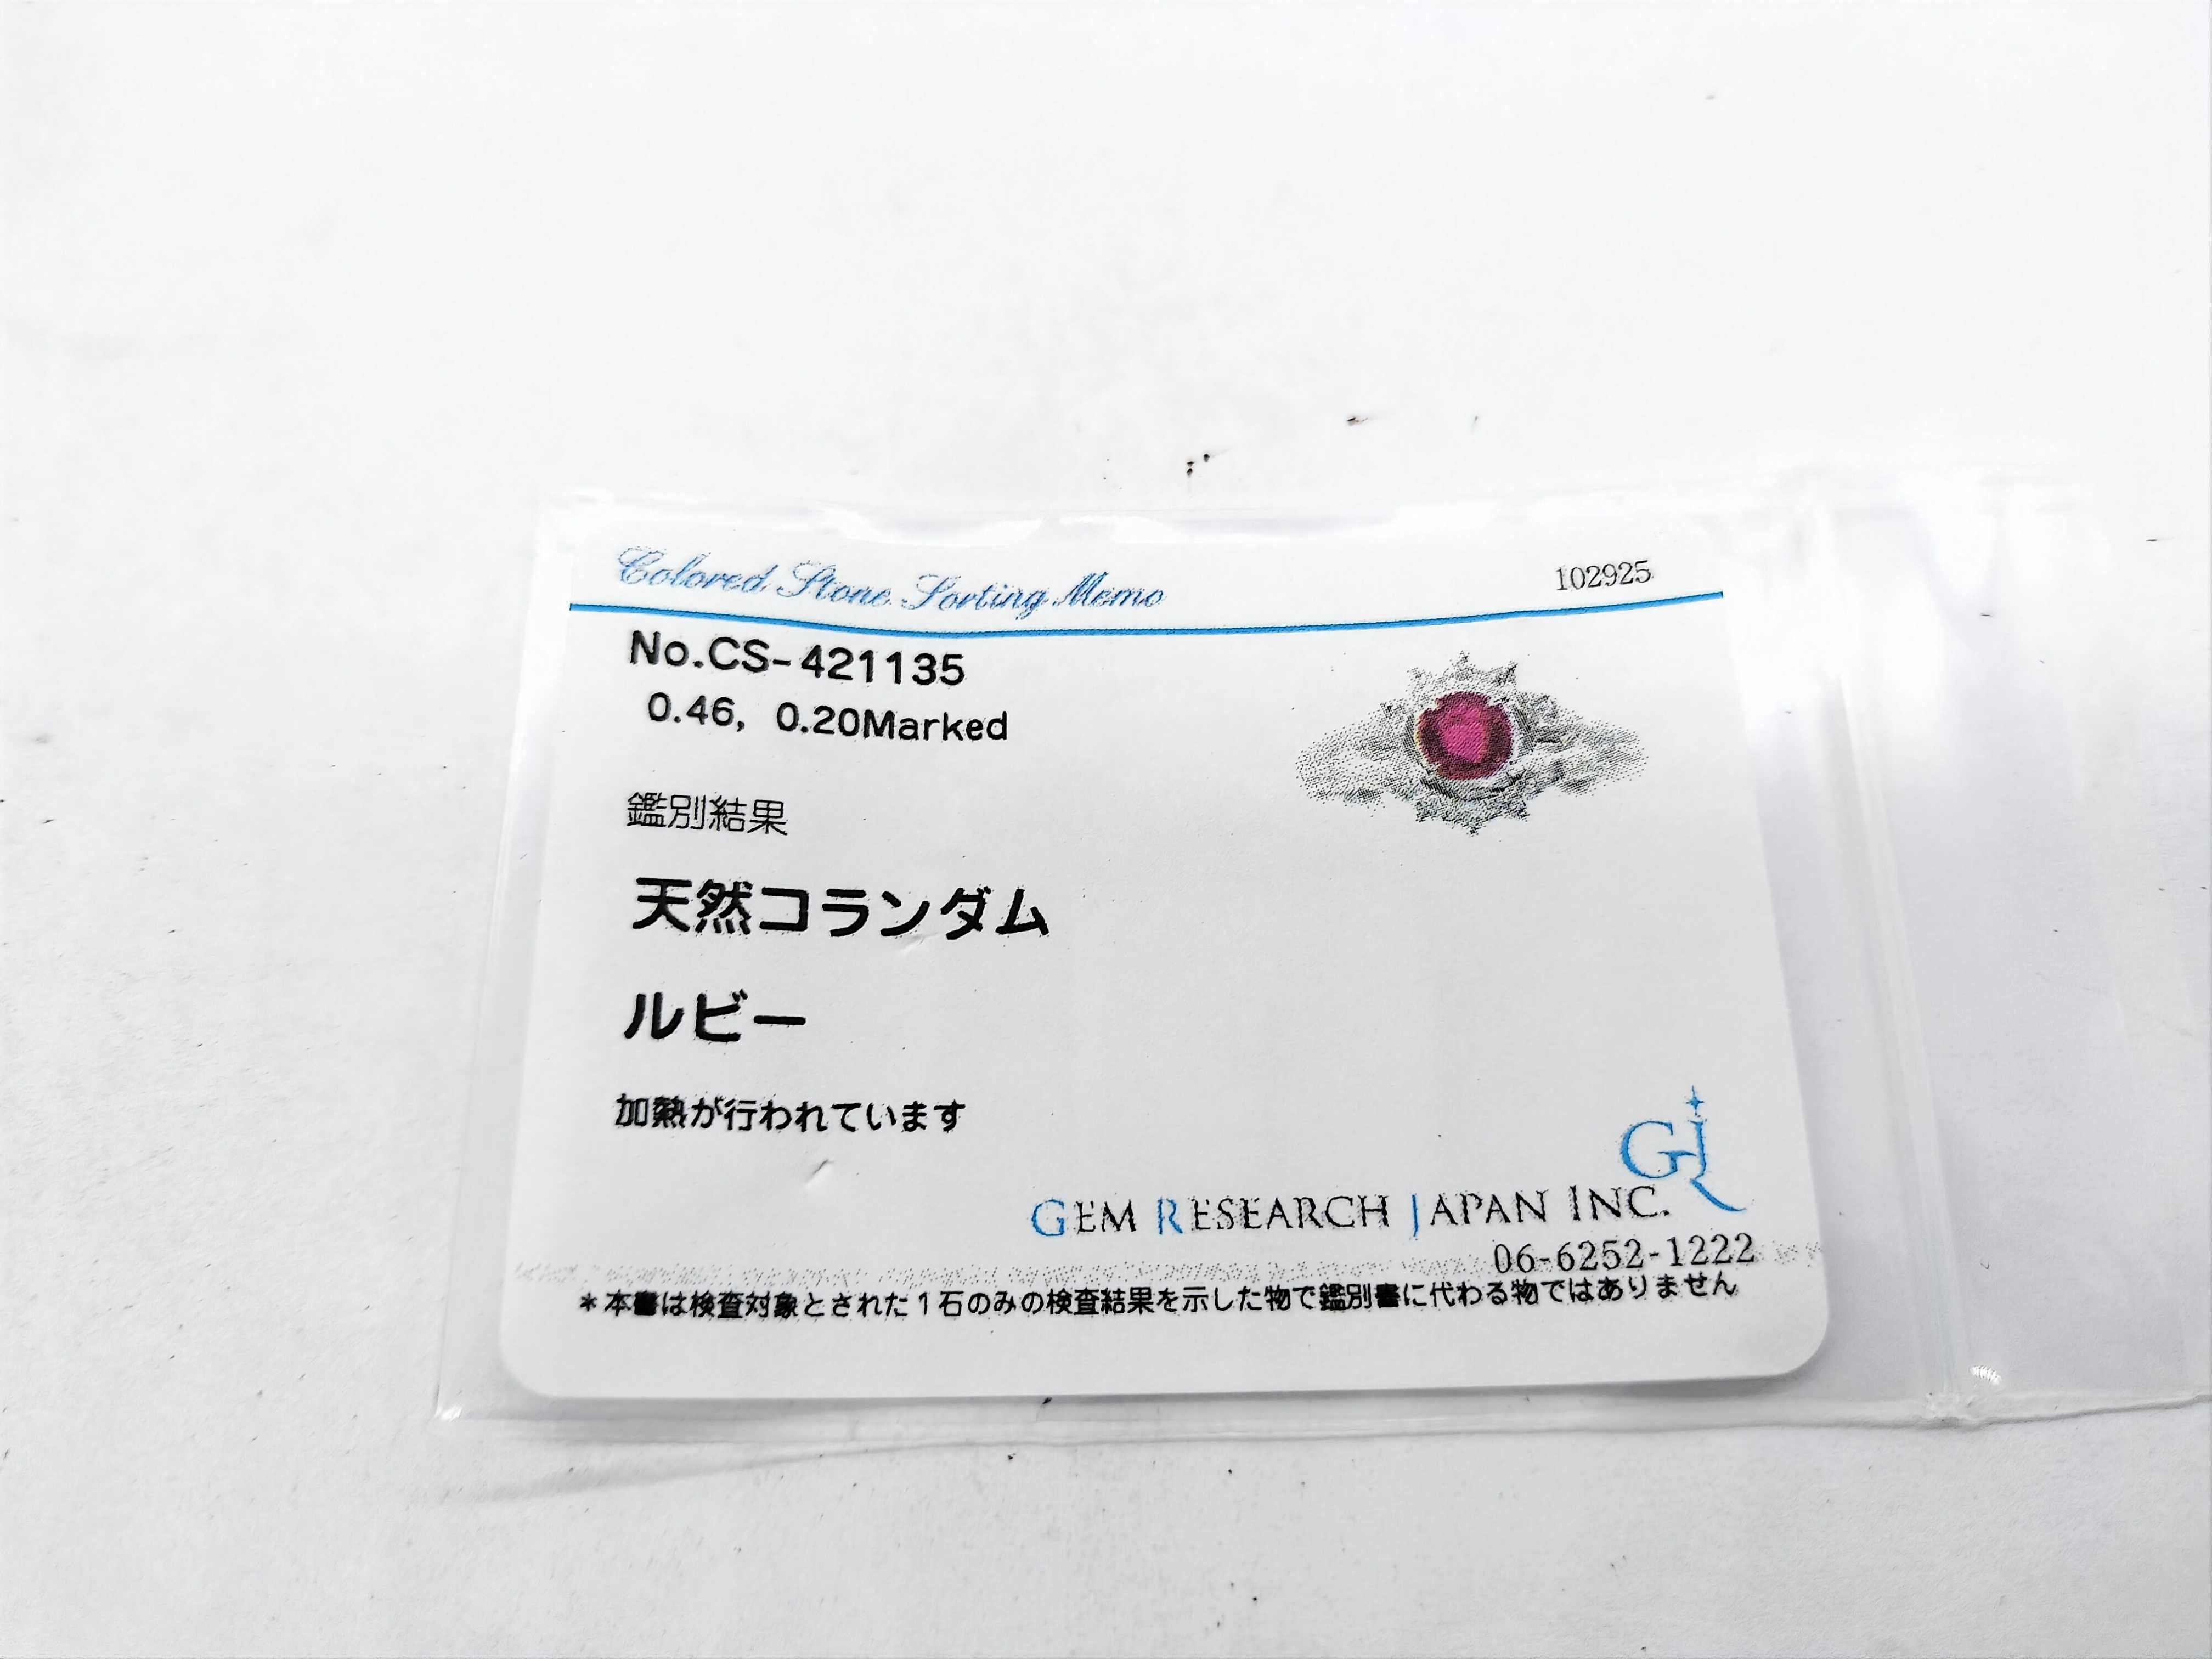 Colored Stone Sorting Memo
102925
No.CS-421135
0.46, 0.20Marked
鑑別結果
天然コランダム
ルビー
加熱が行われています
GJ
GEM RESEARCH JAPAN INC.
06-6252-1222
*本書は検査対象とされた1石のみの検査結果を示した物で鑑別書に代わる物ではありません